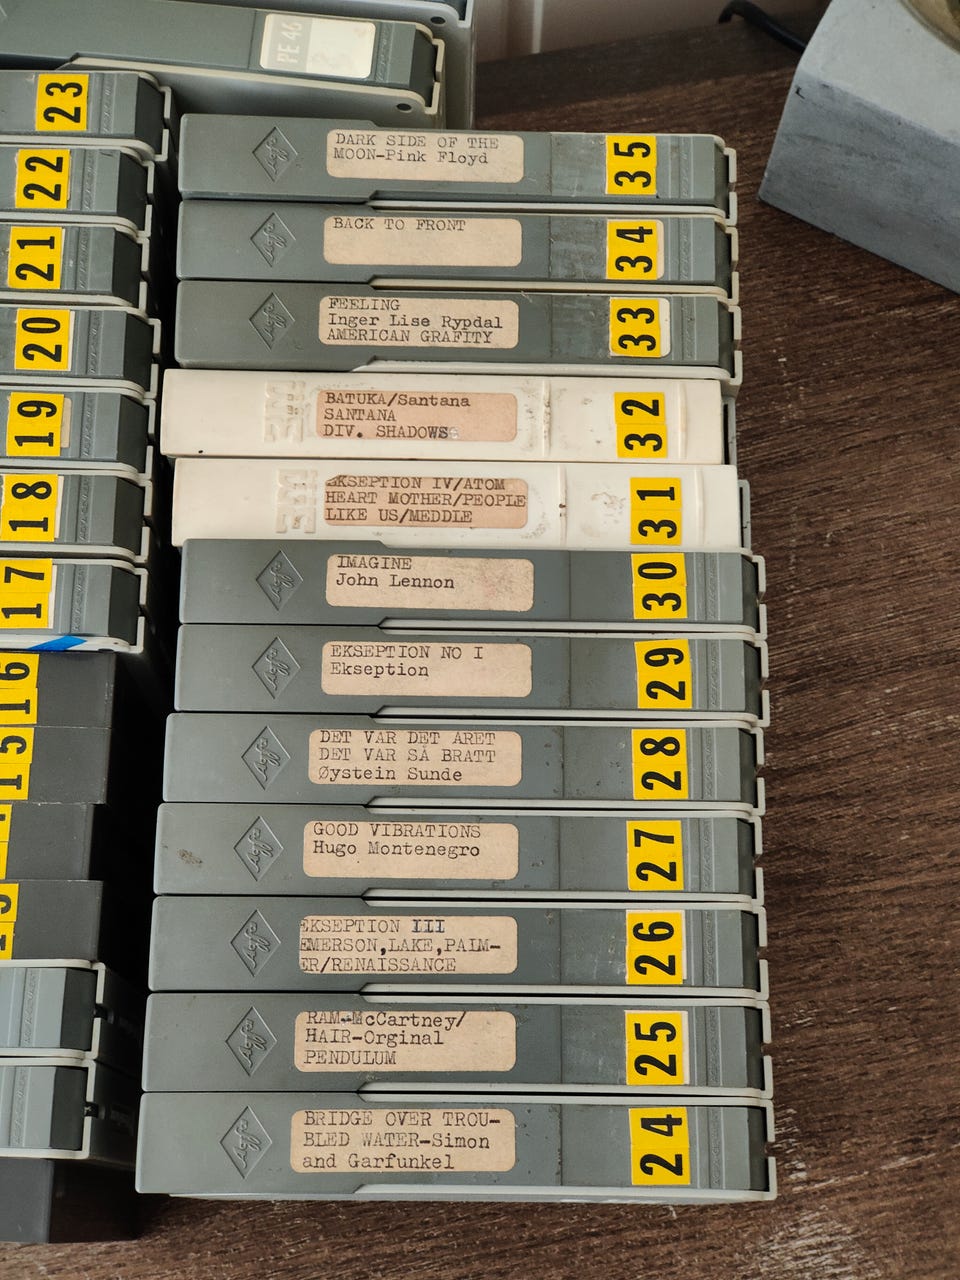 PE 46
23
22
21
20
19
18
17
16
15
DARK SIDE OF THE
MOON-Pink Floyd
35
BACK TO FRONT
34
FEELING
Inger Lise Rypdal
AMERICAN GRAFITY
33
BATUKA/Santana
SANTANA
DIV. SHADOWS
32
EKSEPTION IV/ATOM
HEART MOTHER/PEOPLE
LIKE US/MEDDLE
31
IMAGINE
John Lennon
30
EKSEPTION NO I
Ekseption
29
DET VAR DET ÅRET
DET VAR SÅ BRATT
Øystein Sunde
28
GOOD VIBRATIONS
Hugo Montenegro
27
EKSEPTION III
EMERSON,LAKE,PALM-
ER/RENAISSANCE
26
RAM-McCartney/
HAIR-Orginal
PENDULUM
25
BRIDGE OVER TROU-
BLED WATER-Simon
and Garfunkel
24